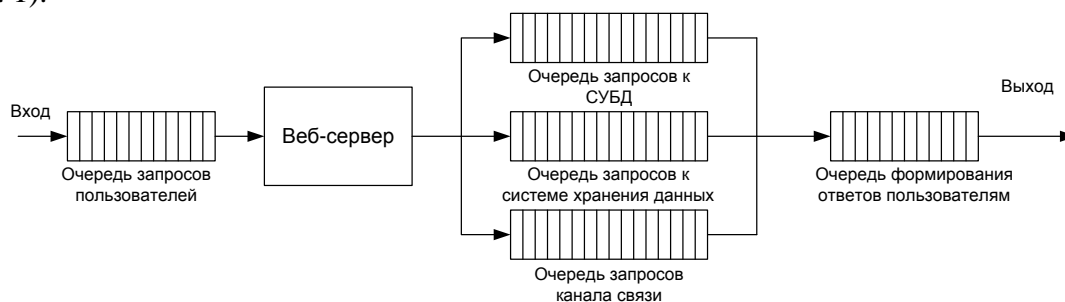 1).
Вход
Очередь запросов
пользователей
Веб-сервер
Очередь запросов к
СУБД
Очередь запросов к
системе хранения данных
Очередь запросов
канала связи
Выход
Очередь формирования
ответов пользователям